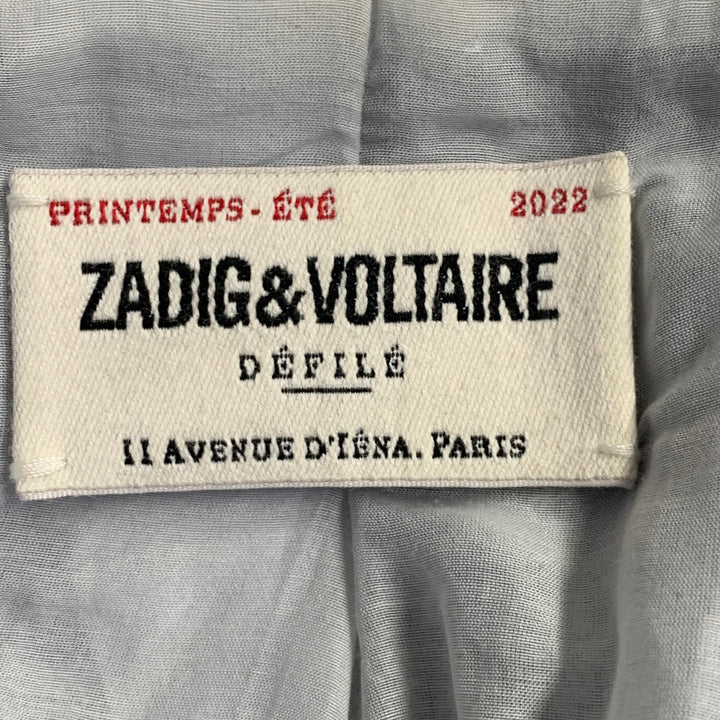 PRINTEMPS - ÉTÉ 2022
ZADIG&VOLTAIRE
DÉFILÉ
11 AVENUE D'IÉNA. PARIS